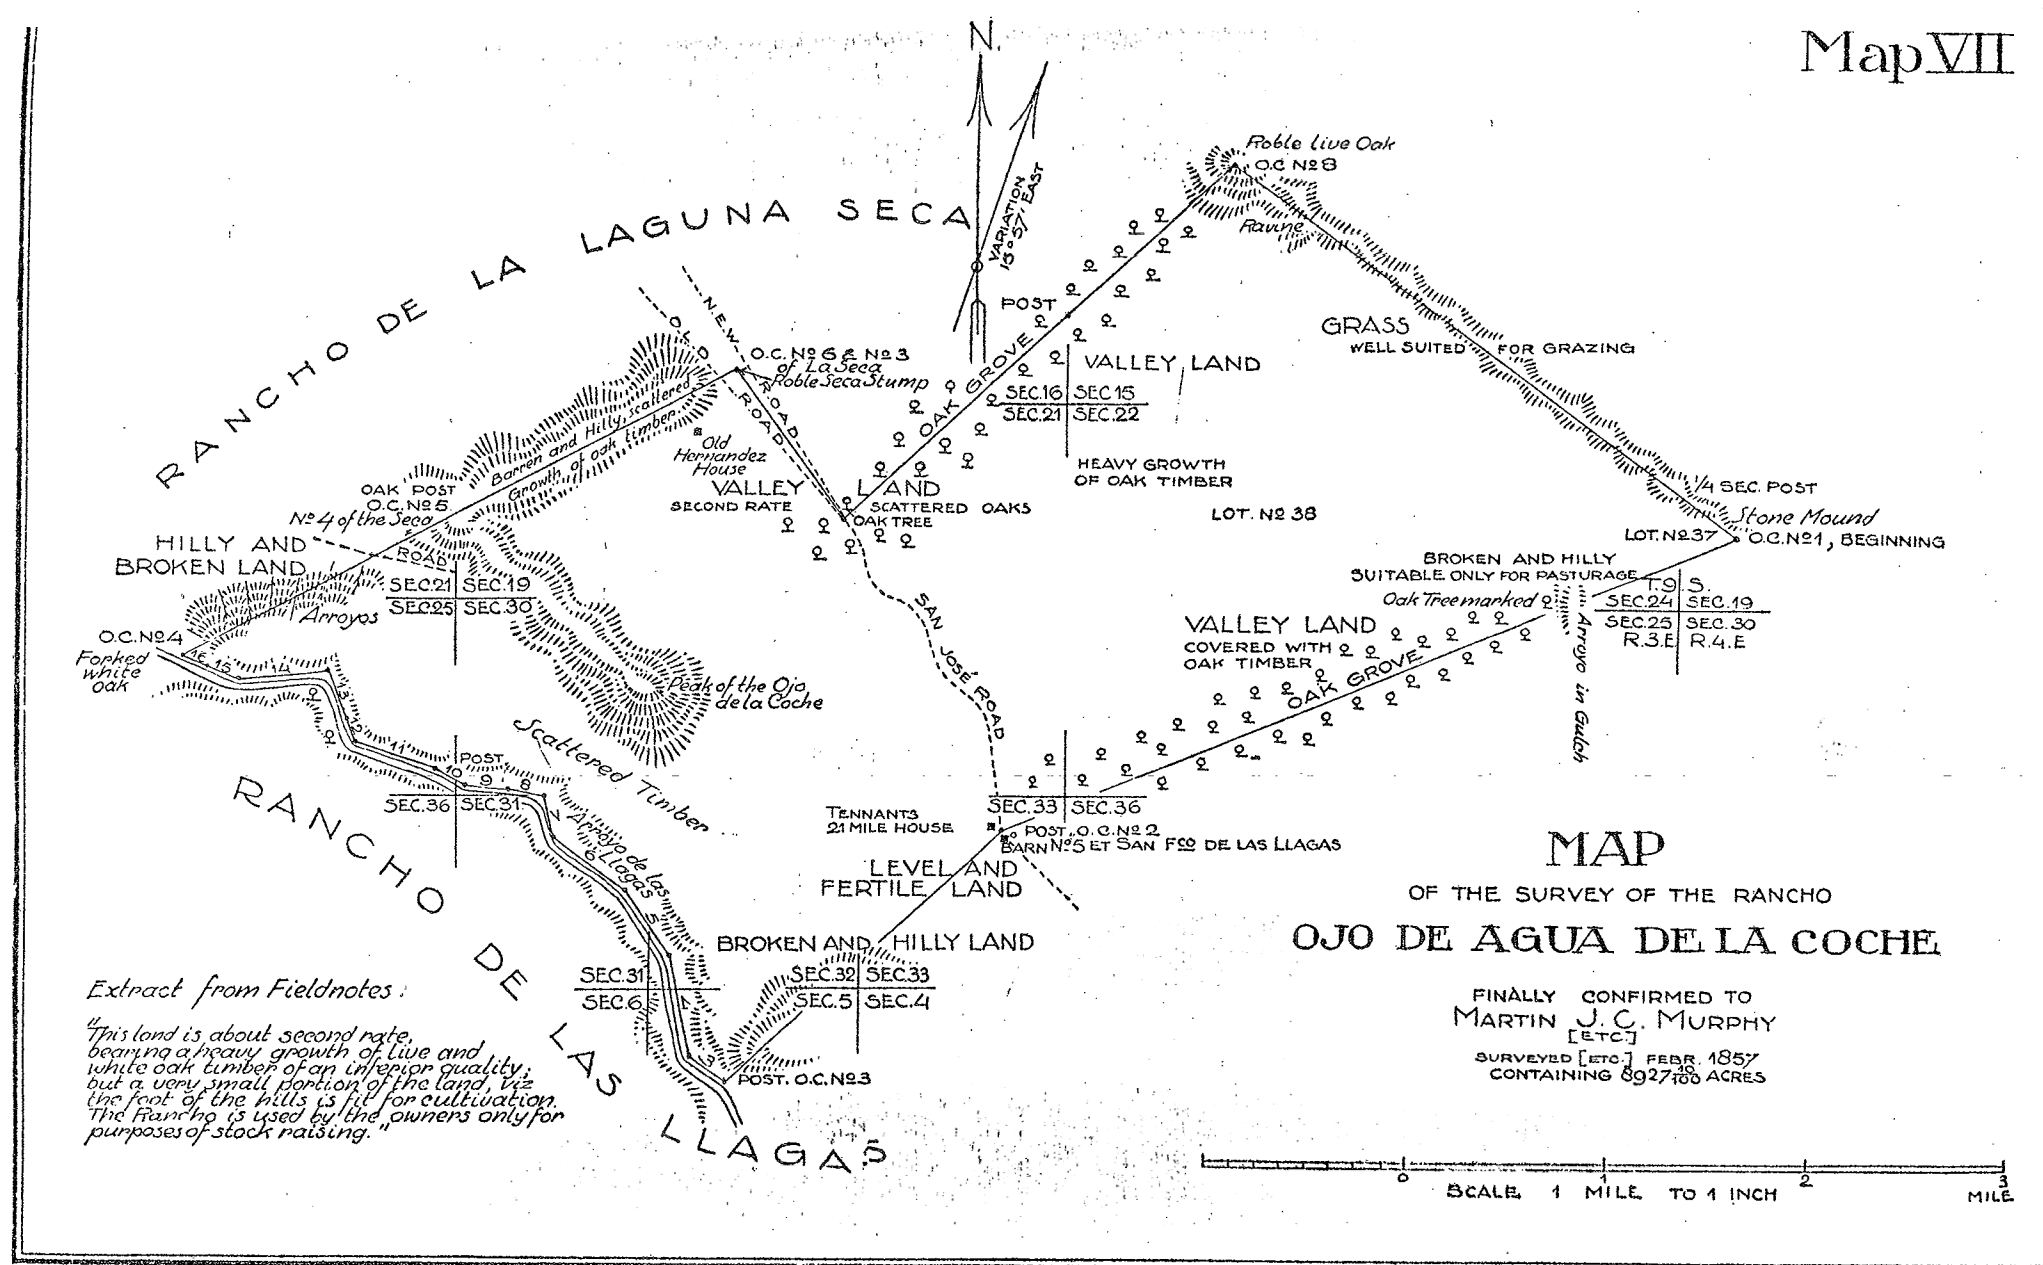 Map VII
N.
VARIATION
15° 57' EAST
Roble Live Oak
O.C Nº 8
Ravine
RANCHO DE LA LAGUNA SECA
POST
GRASS
WELL SUITED FOR GRAZING
NEW ROAD
OLD ROAD
O.C. Nº 6 & Nº 3
of La Seca
Roble Seca Stump
OAK GROVE
VALLEY LAND
SEC.16 SEC 15
SEC.21 SEC.22
Barren and Hilly, scattered
Growth of oak timber.
Old
Hernandez
House
HEAVY GROWTH
OF OAK TIMBER
VALLEY LAND
SECOND RATE SCATTERED OAKS
OAK TREE
OAK POST
O.C. Nº 5.
Nº 4 of the Seca
LOT. Nº 38
1/4 SEC. POST
Stone Mound
LOT. Nº 37 O.C. Nº 1, BEGINNING
HILLY AND
BROKEN LAND
ROAD
SEC.21 SEC.19
SEC25 SEC.30
Arroyos
BROKEN AND HILLY
SUITABLE ONLY FOR PASTURAGE
T.9 S.
Oak Tree marked
SEC.24 SEC.19
SEC.25 SEC.30
R.3.E R.4.E
Arroyo in Gulch
SAN JOSÉ ROAD
VALLEY LAND
COVERED WITH
OAK TIMBER
OAK GROVE
O.C. Nº 4
Forked
white
oak
16 15 14 13 12 11 10 9 8 7 6 5
Peak of the Ojo
de la Coche
Scattered Timber
POST
SEC.36 SEC.31
Arroyo de las
Llagas
SEC.33 SEC.36
TENNANTS
21 MILE HOUSE
POST. O.C. Nº 2
BARN Nº 5 ET SAN Fco DE LAS LLAGAS
LEVEL AND
FERTILE LAND
BROKEN AND HILLY LAND
RANCHO DE LAS LLAGAS
SEC.31
SEC.6
SEC.32 SEC.33
SEC.5 SEC.4
POST. O.C. Nº 3
MAP
OF THE SURVEY OF THE RANCHO
OJO DE AGUA DE LA COCHE
FINALLY CONFIRMED TO
MARTIN J. C. MURPHY
[ETC.]
SURVEYED [ETC.] FEBR. 1857
CONTAINING 8927 10/100 ACRES
Extract from Fieldnotes:
"This land is about second rate,
bearing a heavy growth of live and
white oak timber of an inferior quality;
but a very small portion of the land, viz
the foot of the hills is fit for cultivation.
The Rancho is used by the owners only for
purposes of stock raising."
0 1 2 3
SCALE 1 MILE TO 1 INCH
MILE